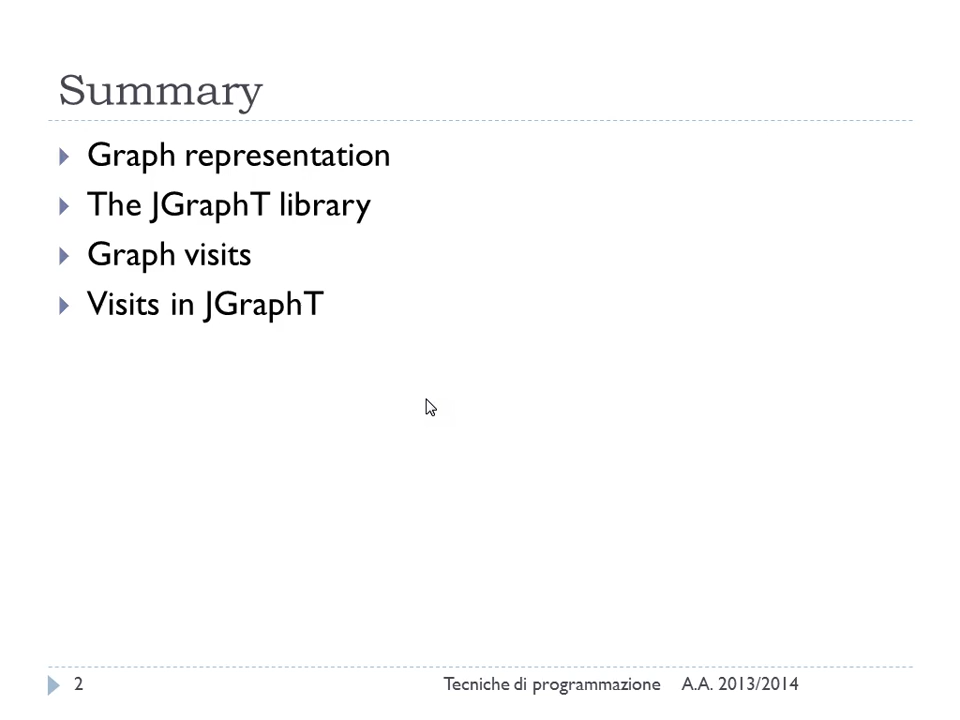 Summary
Graph representation
The JGraphT library
Graph visits
Visits in JGraphT
2 Tecniche di programmazione A.A. 2013/2014